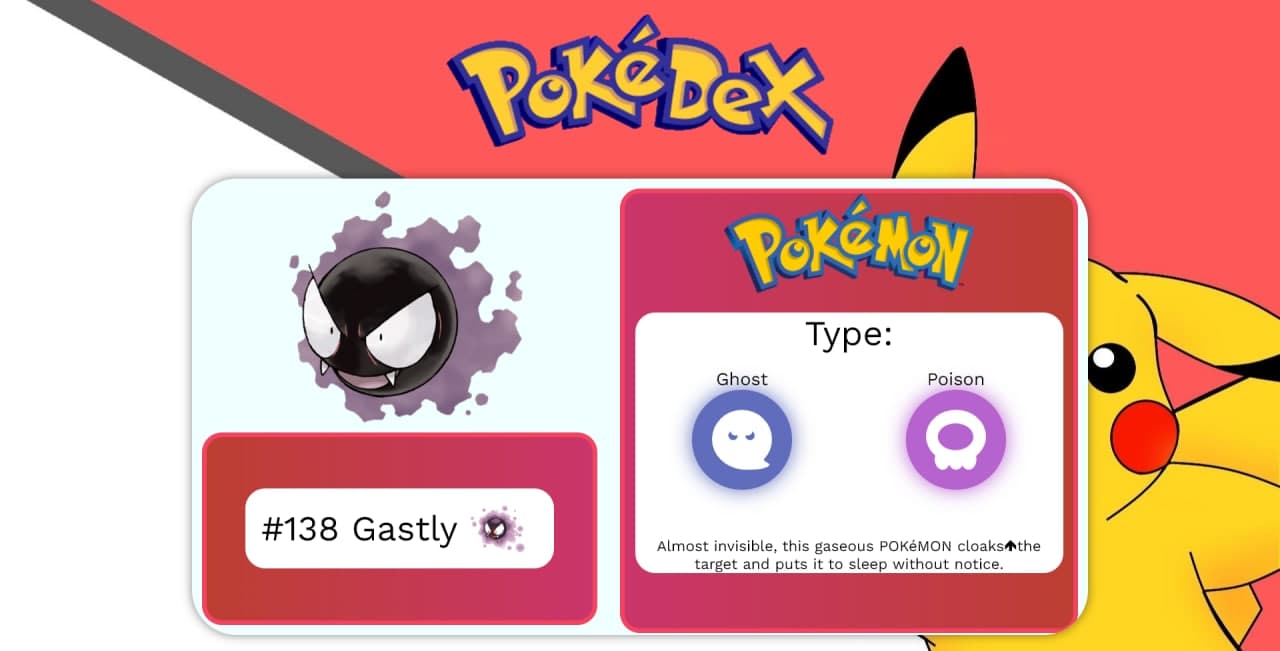 PoKéDex
PoKéMoN
Type:
Ghost
Poison
#138 Gastly
Almost invisible, this gaseous POKéMON cloaks🡹the
target and puts it to sleep without notice.